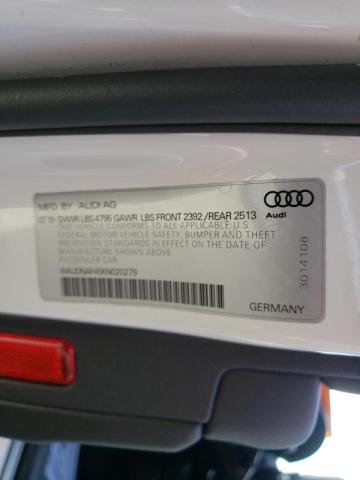 MFD BY AUDI AG
07 18 GVWR LBS 4795 GAWR LBS FRONT 2392 / REAR 2513
THIS VEHICLE CONFORMS TO ALL APPLICABLE U.S.
FEDERAL MOTOR VEHICLE SAFETY, BUMPER AND THEFT
PREVENTION STANDARDS IN EFFECT ON THE DATE OF
MANUFACTURE SHOWN ABOVE.
PASSENGER CAR
WAUDNAF45KN020279
Audi
3014108
GERMANY